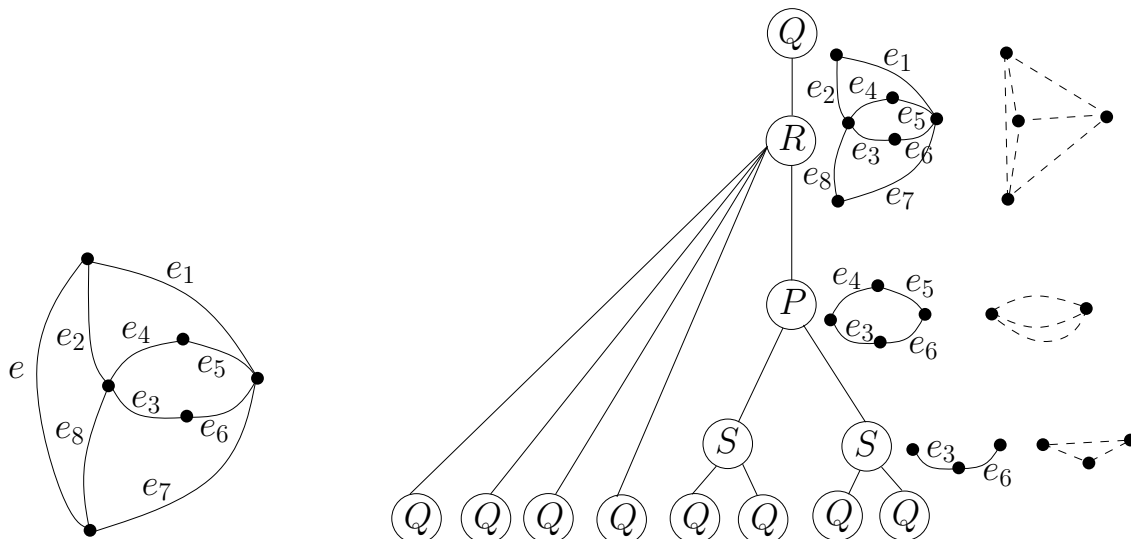 Q
e₁
e₂
e₄
e₅
R
e₃
e₆
e₈
e₇
e₁
e₂
e₄
e₅
e
e₃
e₆
e₈
e₇
P
e₄
e₅
e₃
e₆
S
S
e₃
e₆
Q Q Q Q Q Q Q Q